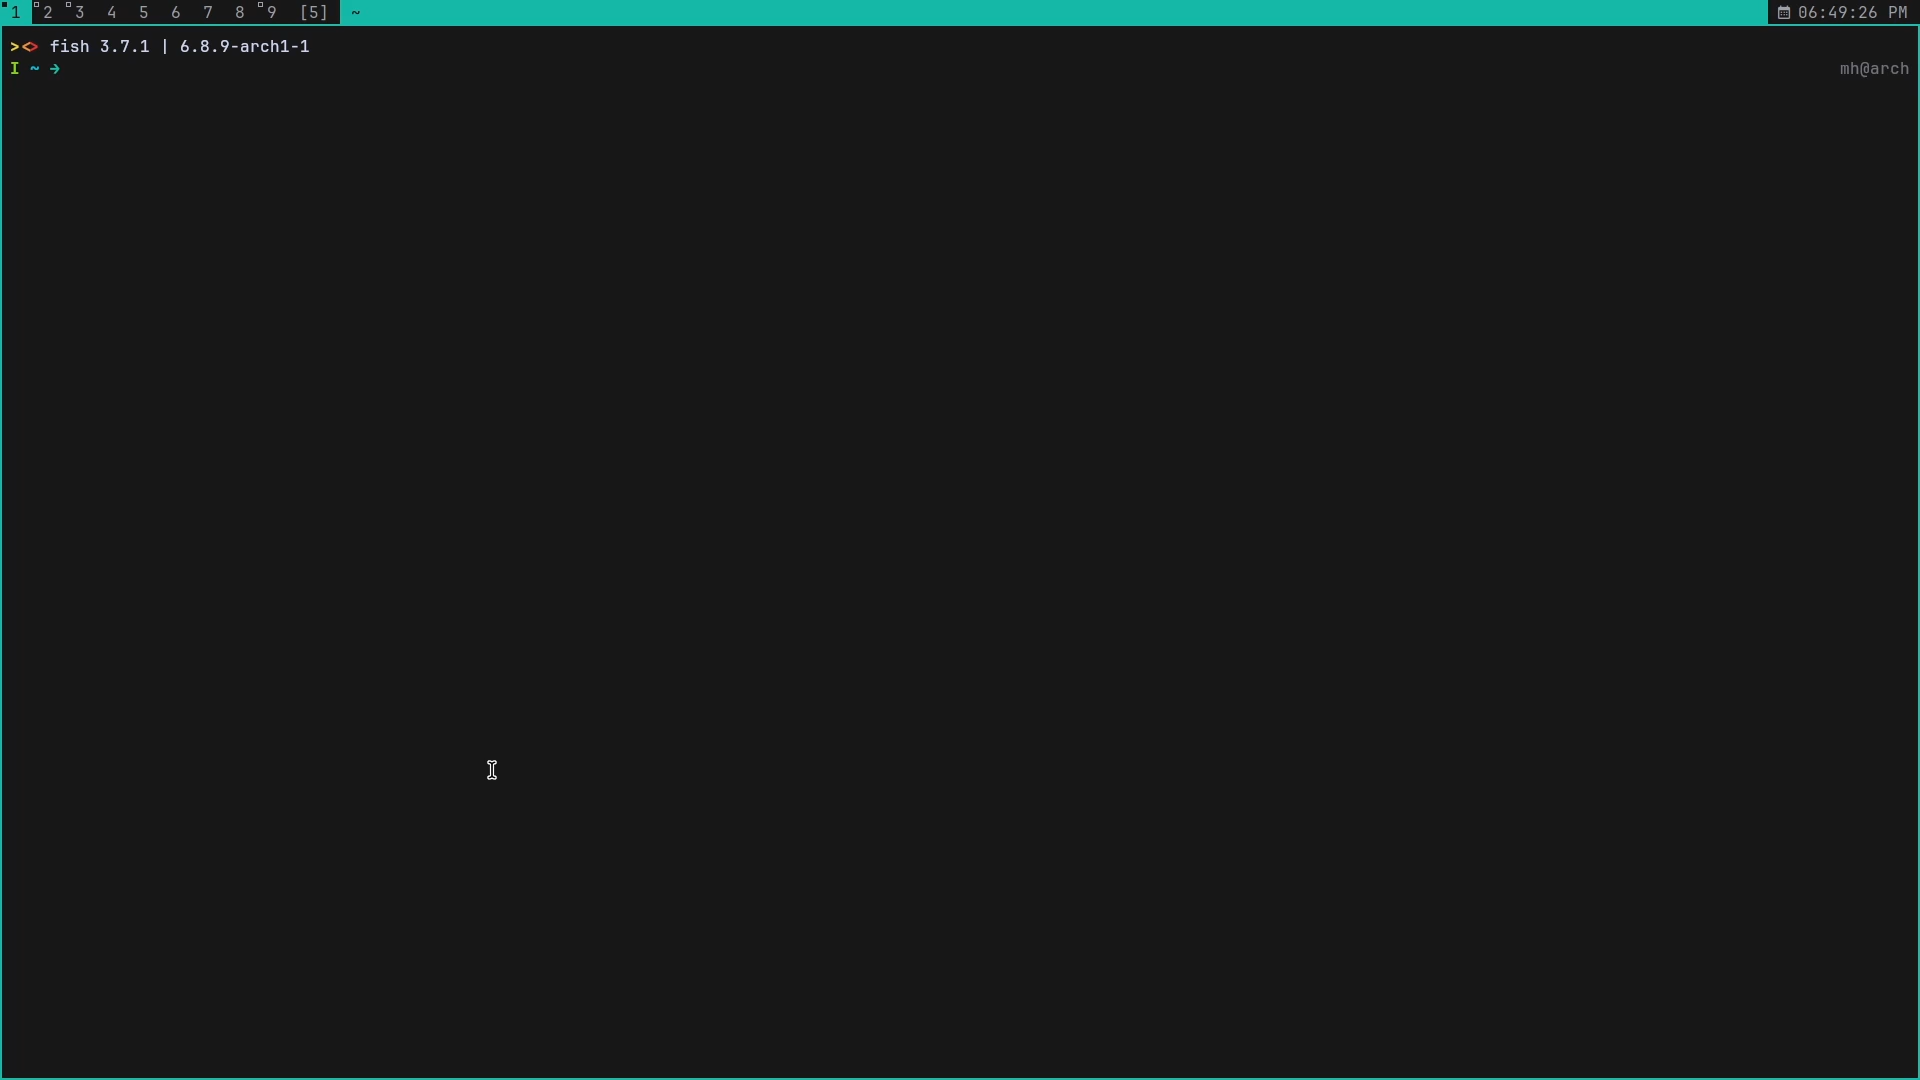 1 2 3 4 5 6 7 8 9 [5] ~ 06:49:26 PM
><> fish 3.7.1 | 6.8.9-arch1-1
I ~ → mh@arch